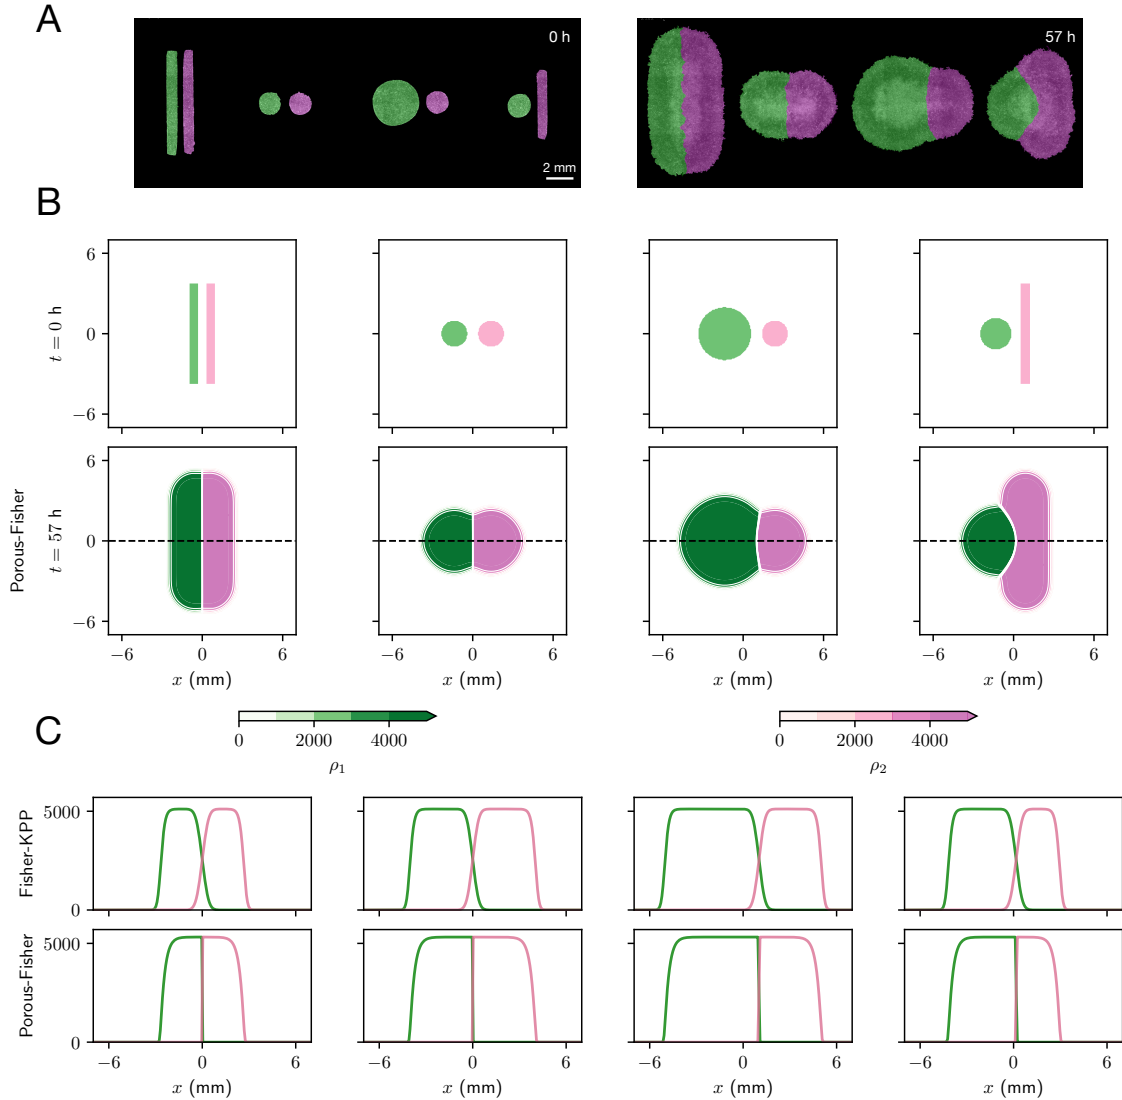 A
0 h
57 h
2 mm
B
t = 0 h
6
0
−6
Porous-Fisher
t = 57 h
6
0
−6
−6 0 6
−6 0 6
−6 0 6
−6 0 6
x (mm)
x (mm)
x (mm)
x (mm)
0 2000 4000
ρ1
0 2000 4000
ρ2
C
Fisher-KPP
5000
0
Porous-Fisher
5000
0
−6 0 6
−6 0 6
−6 0 6
−6 0 6
x (mm)
x (mm)
x (mm)
x (mm)